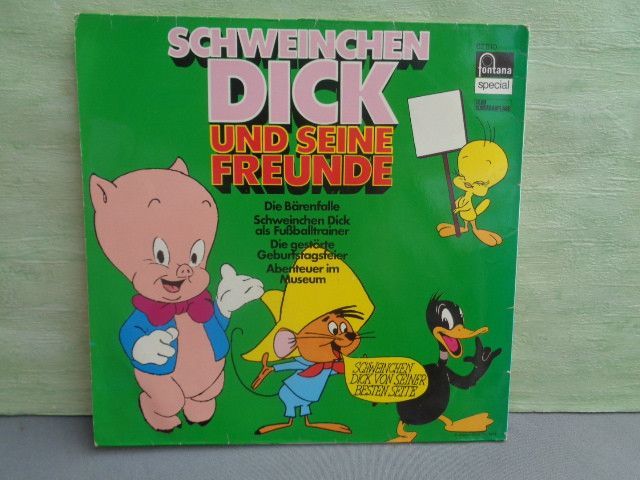 SCHWEINCHEN
DICK
UND SEINE
FREUNDE
fontana
special
Die Bärenfalle
Schweinchen Dick
als Fußballtrainer
Die gestörte
Geburtstagsfeier
Abenteuer im
Museum
SCHWEINCHEN
DICK VON SEINER
BESTEN SEITE